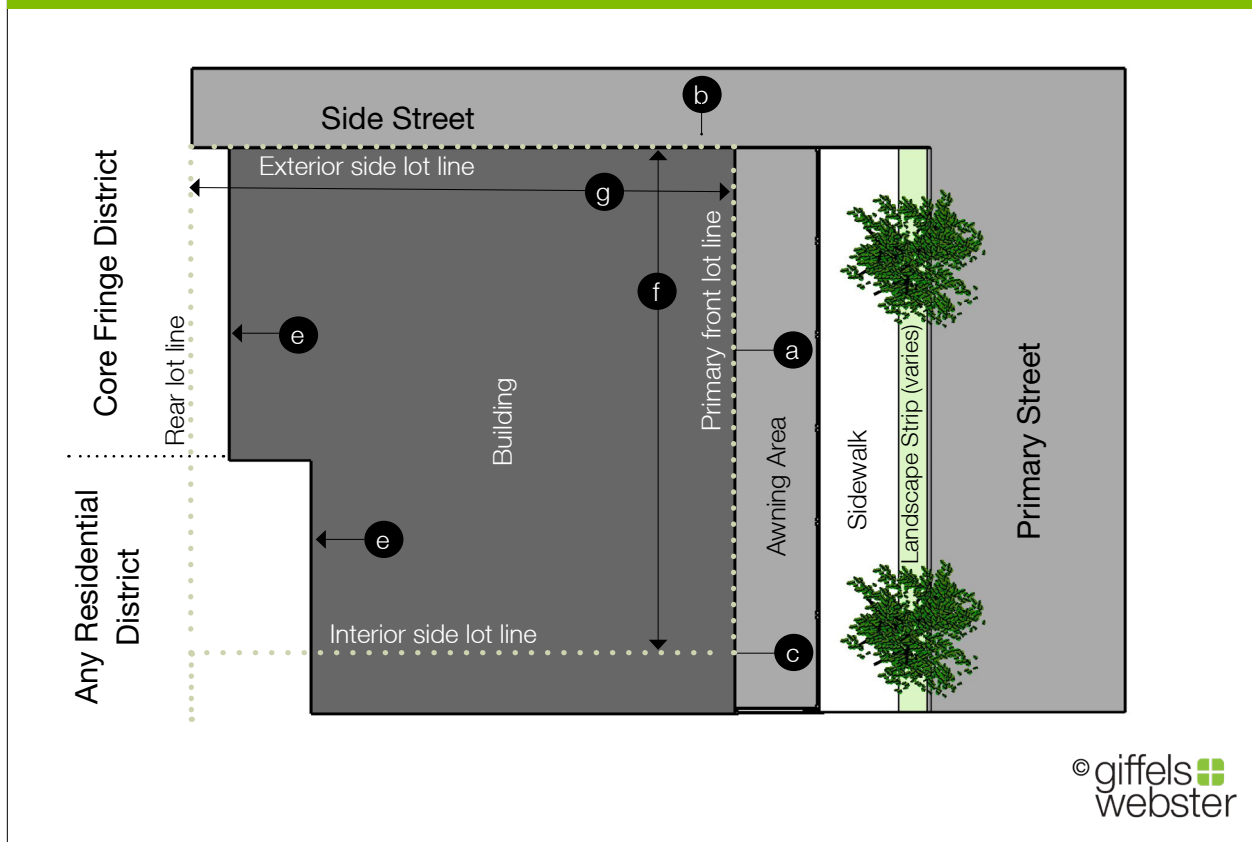 Side Street
b
Exterior side lot line
g
Core Fringe District
Rear lot line
Primary front lot line
f
e
a
Building
Awning Area
Sidewalk
Landscape Strip (varies)
Primary Street
e
Any Residential
District
Interior side lot line
c
© giffels
webster